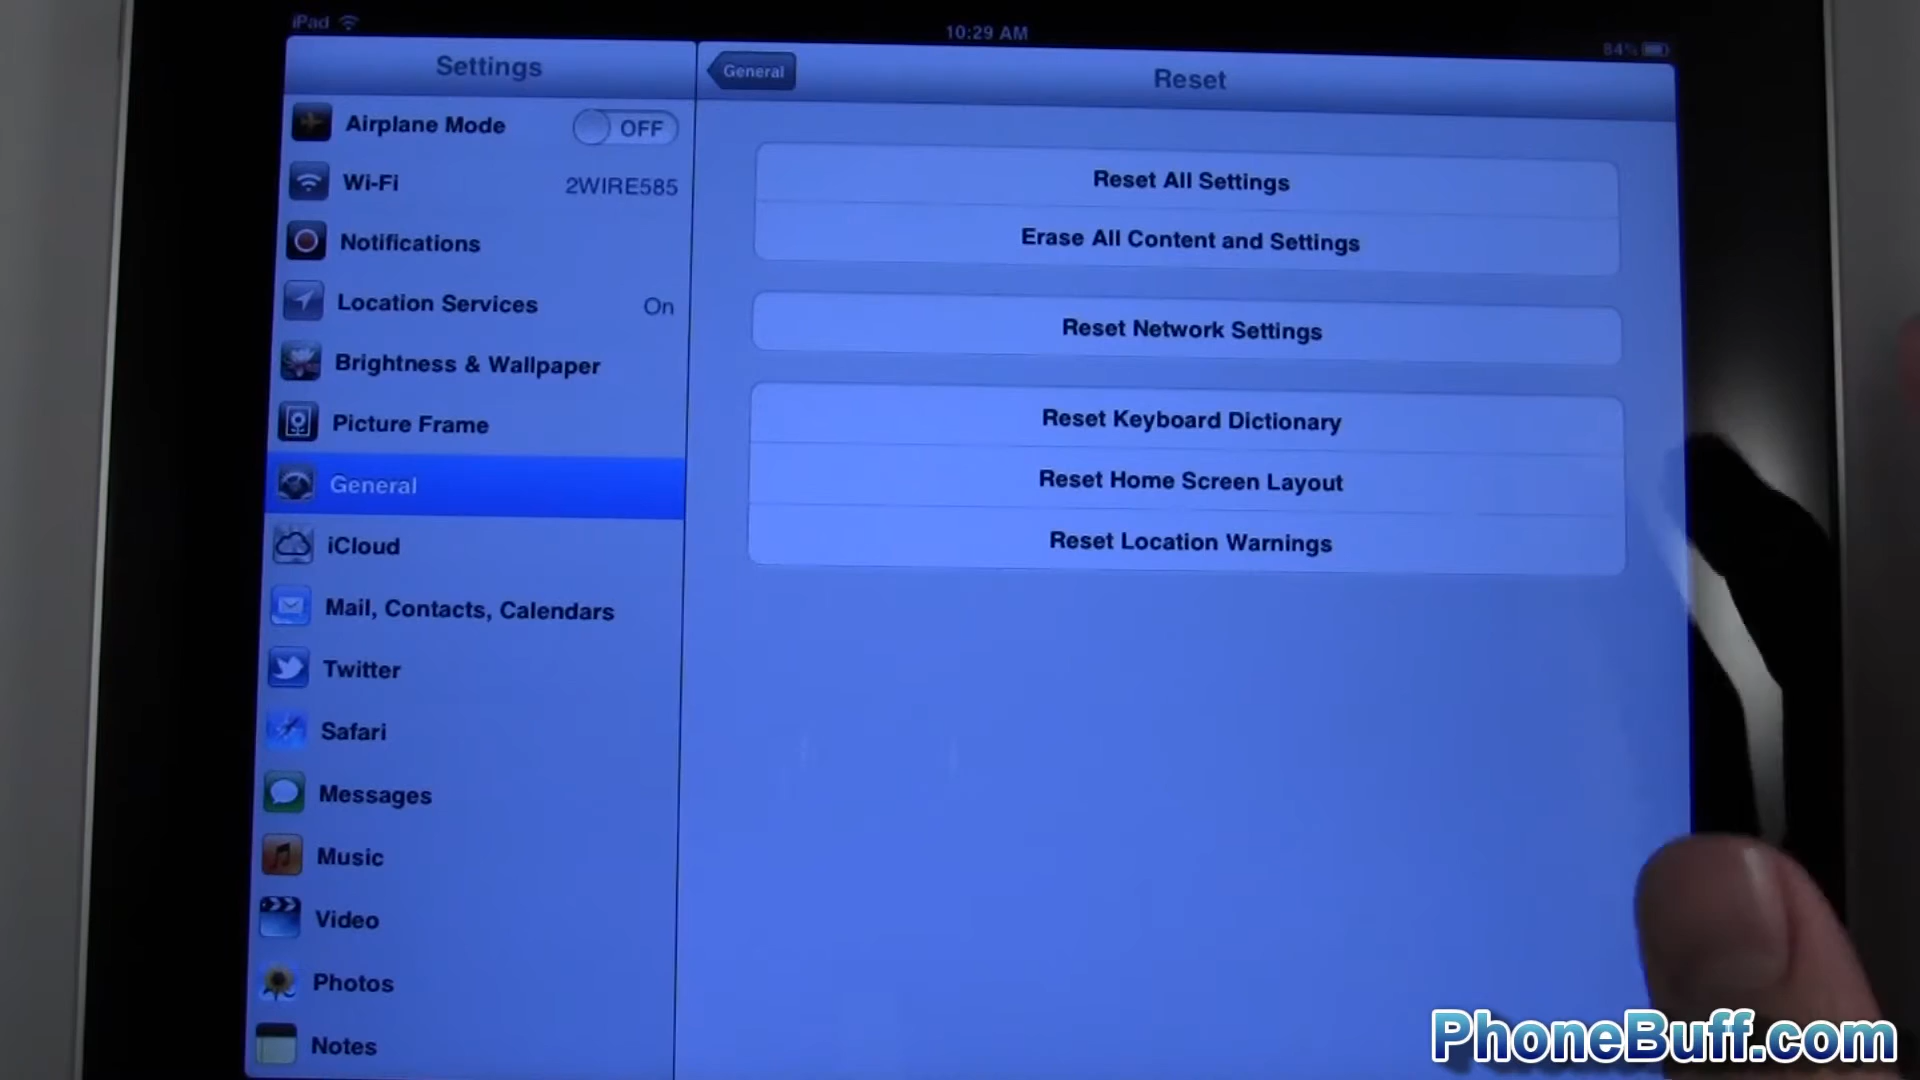 iPad
10:29 AM
84%
Settings
General
Reset
Airplane Mode
OFF
Wi-Fi
2WIRE585
Notifications
Location Services
On
Brightness & Wallpaper
Picture Frame
General
iCloud
Mail, Contacts, Calendars
Twitter
Safari
Messages
Music
Video
Photos
Notes
Reset All Settings
Erase All Content and Settings
Reset Network Settings
Reset Keyboard Dictionary
Reset Home Screen Layout
Reset Location Warnings
PhoneBuff.com